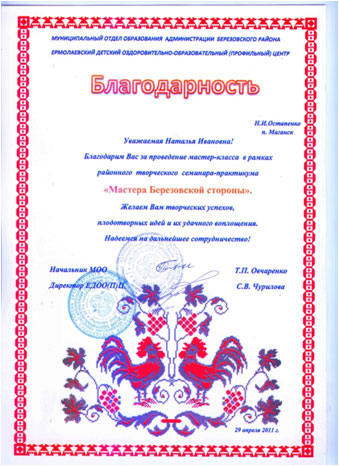 МУНИЦИПАЛЬНЫЙ ОТДЕЛ ОБРАЗОВАНИЯ АДМИНИСТРАЦИИ БЕРЕЗОВСКОГО РАЙОНА
ЕРМОЛАЕВСКИЙ ДЕТСКИЙ ОЗДОРОВИТЕЛЬНО-ОБРАЗОВАТЕЛЬНЫЙ (ПРОФИЛЬНЫЙ) ЦЕНТР
Благодарность
Н.И.Остапенко
п. Маганск
Уважаемая Наталья Ивановна!
Благодарим Вас за проведение мастер-класса в рамках
районного творческого семинара-практикума
«Мастера Березовской стороны».
Желаем Вам творческих успехов,
плодотворных идей и их удачного воплощения.
Надеемся на дальнейшее сотрудничество!
Начальник МОО Т.П. Овчаренко
Директор ЕДОО(П)Ц С.В. Чурилова
29 апреля 2011 г.